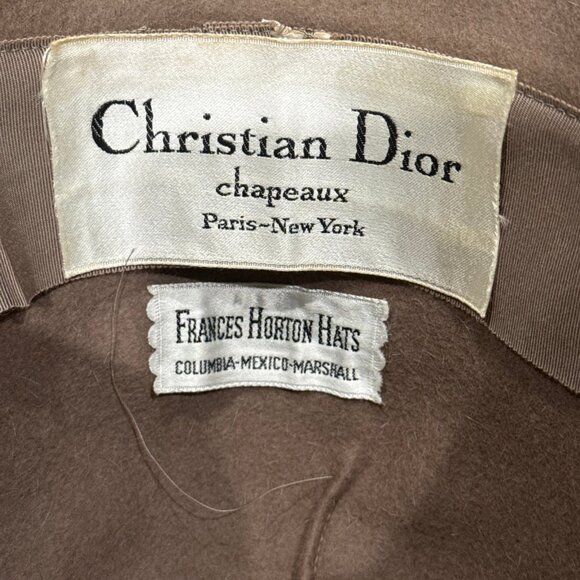 Christian Dior
chapeaux
Paris~New York
FRANCES HORTON HATS
COLUMBIA-MEXICO-MARSHALL